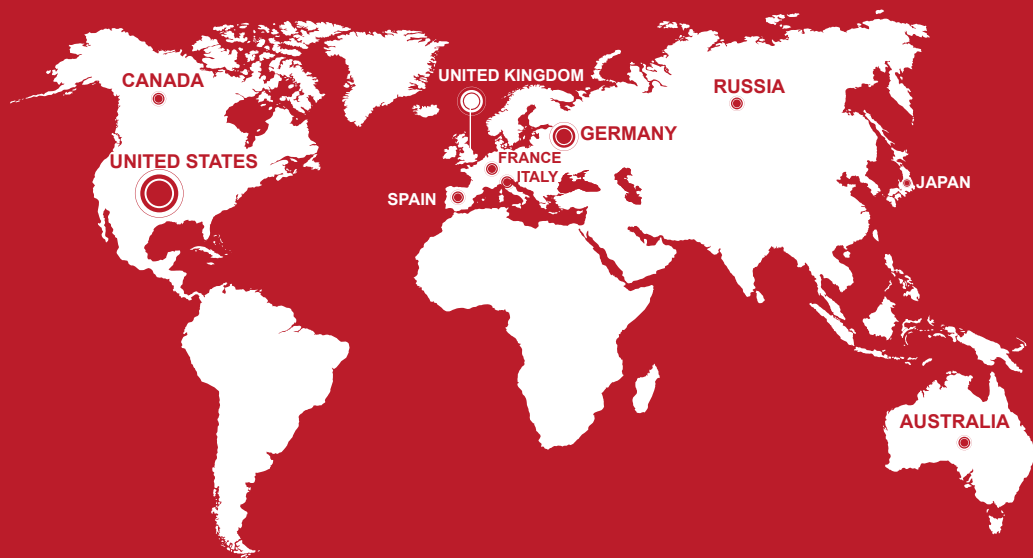 CANADA
UNITED KINGDOM
RUSSIA
GERMANY
UNITED STATES
FRANCE
ITALY
JAPAN
SPAIN
AUSTRALIA